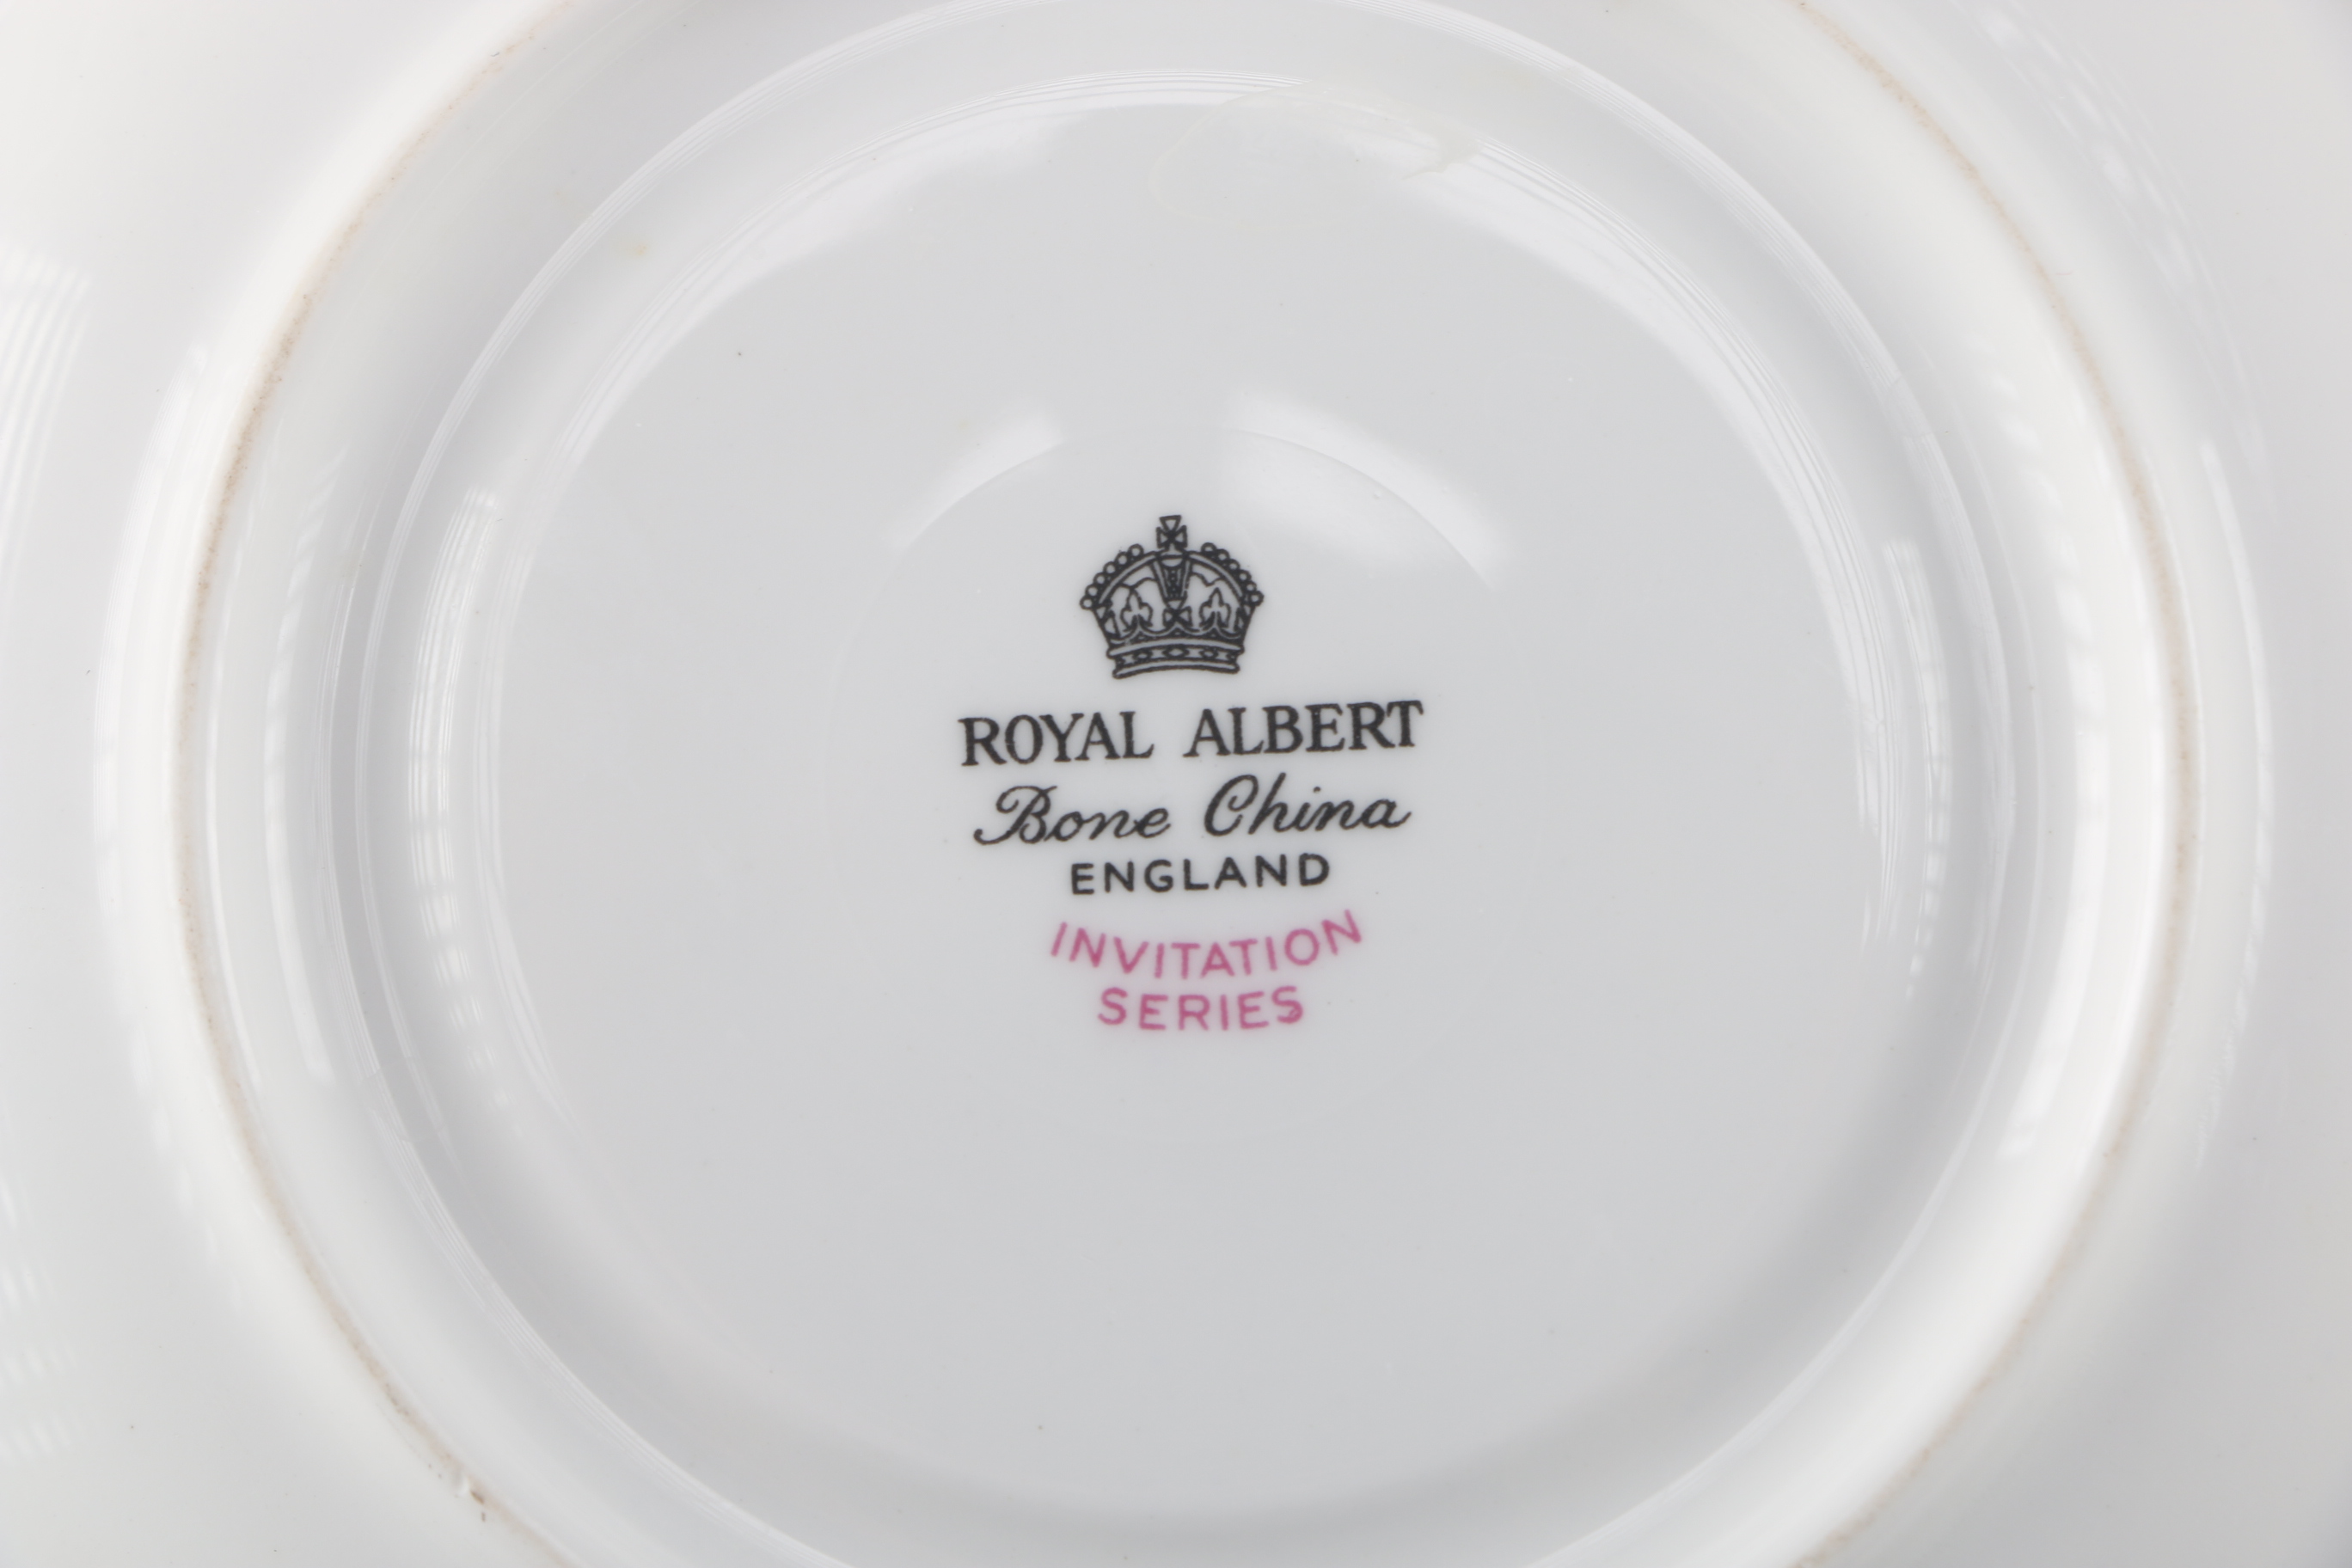 ROYAL ALBERT
Bone China
ENGLAND
INVITATION
SERIES